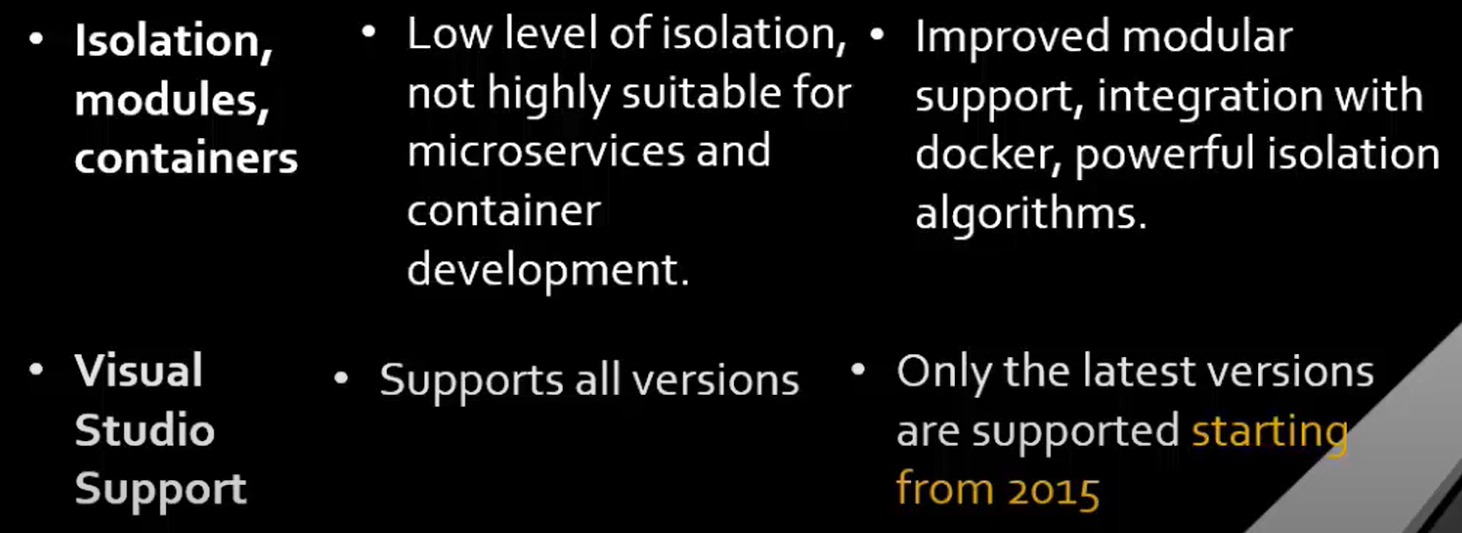 • Isolation,
modules,
containers
• Low level of isolation,
not highly suitable for
microservices and
container
development.
• Improved modular
support, integration with
docker, powerful isolation
algorithms.
• Visual
Studio
Support
• Supports all versions
• Only the latest versions
are supported starting
from 2015